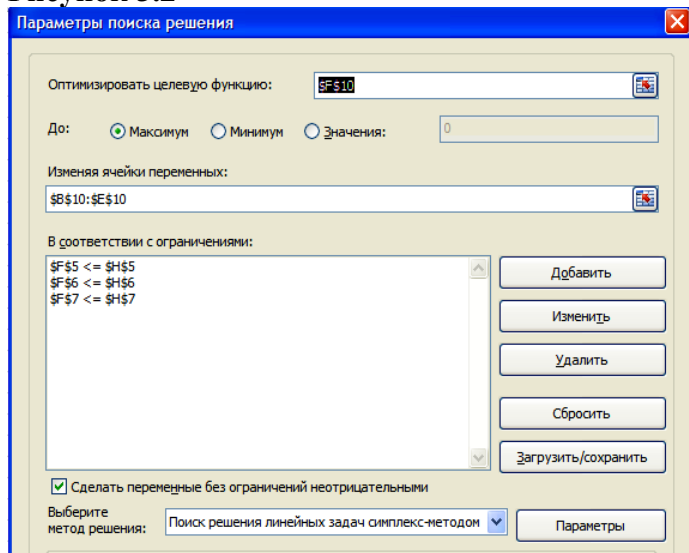 Параметры поиска решения
Оптимизировать целевую функцию: $F$10
До: Максимум Минимум Значения: 0
Изменяя ячейки переменных:
$B$10:$E$10
В соответствии с ограничениями:
$F$5 <= $H$5
$F$6 <= $H$6
$F$7 <= $H$7
Добавить
Изменить
Удалить
Сбросить
Загрузить/сохранить
Сделать переменные без ограничений неотрицательными
Выберите
метод решения: Поиск решения линейных задач симплекс-методом Параметры